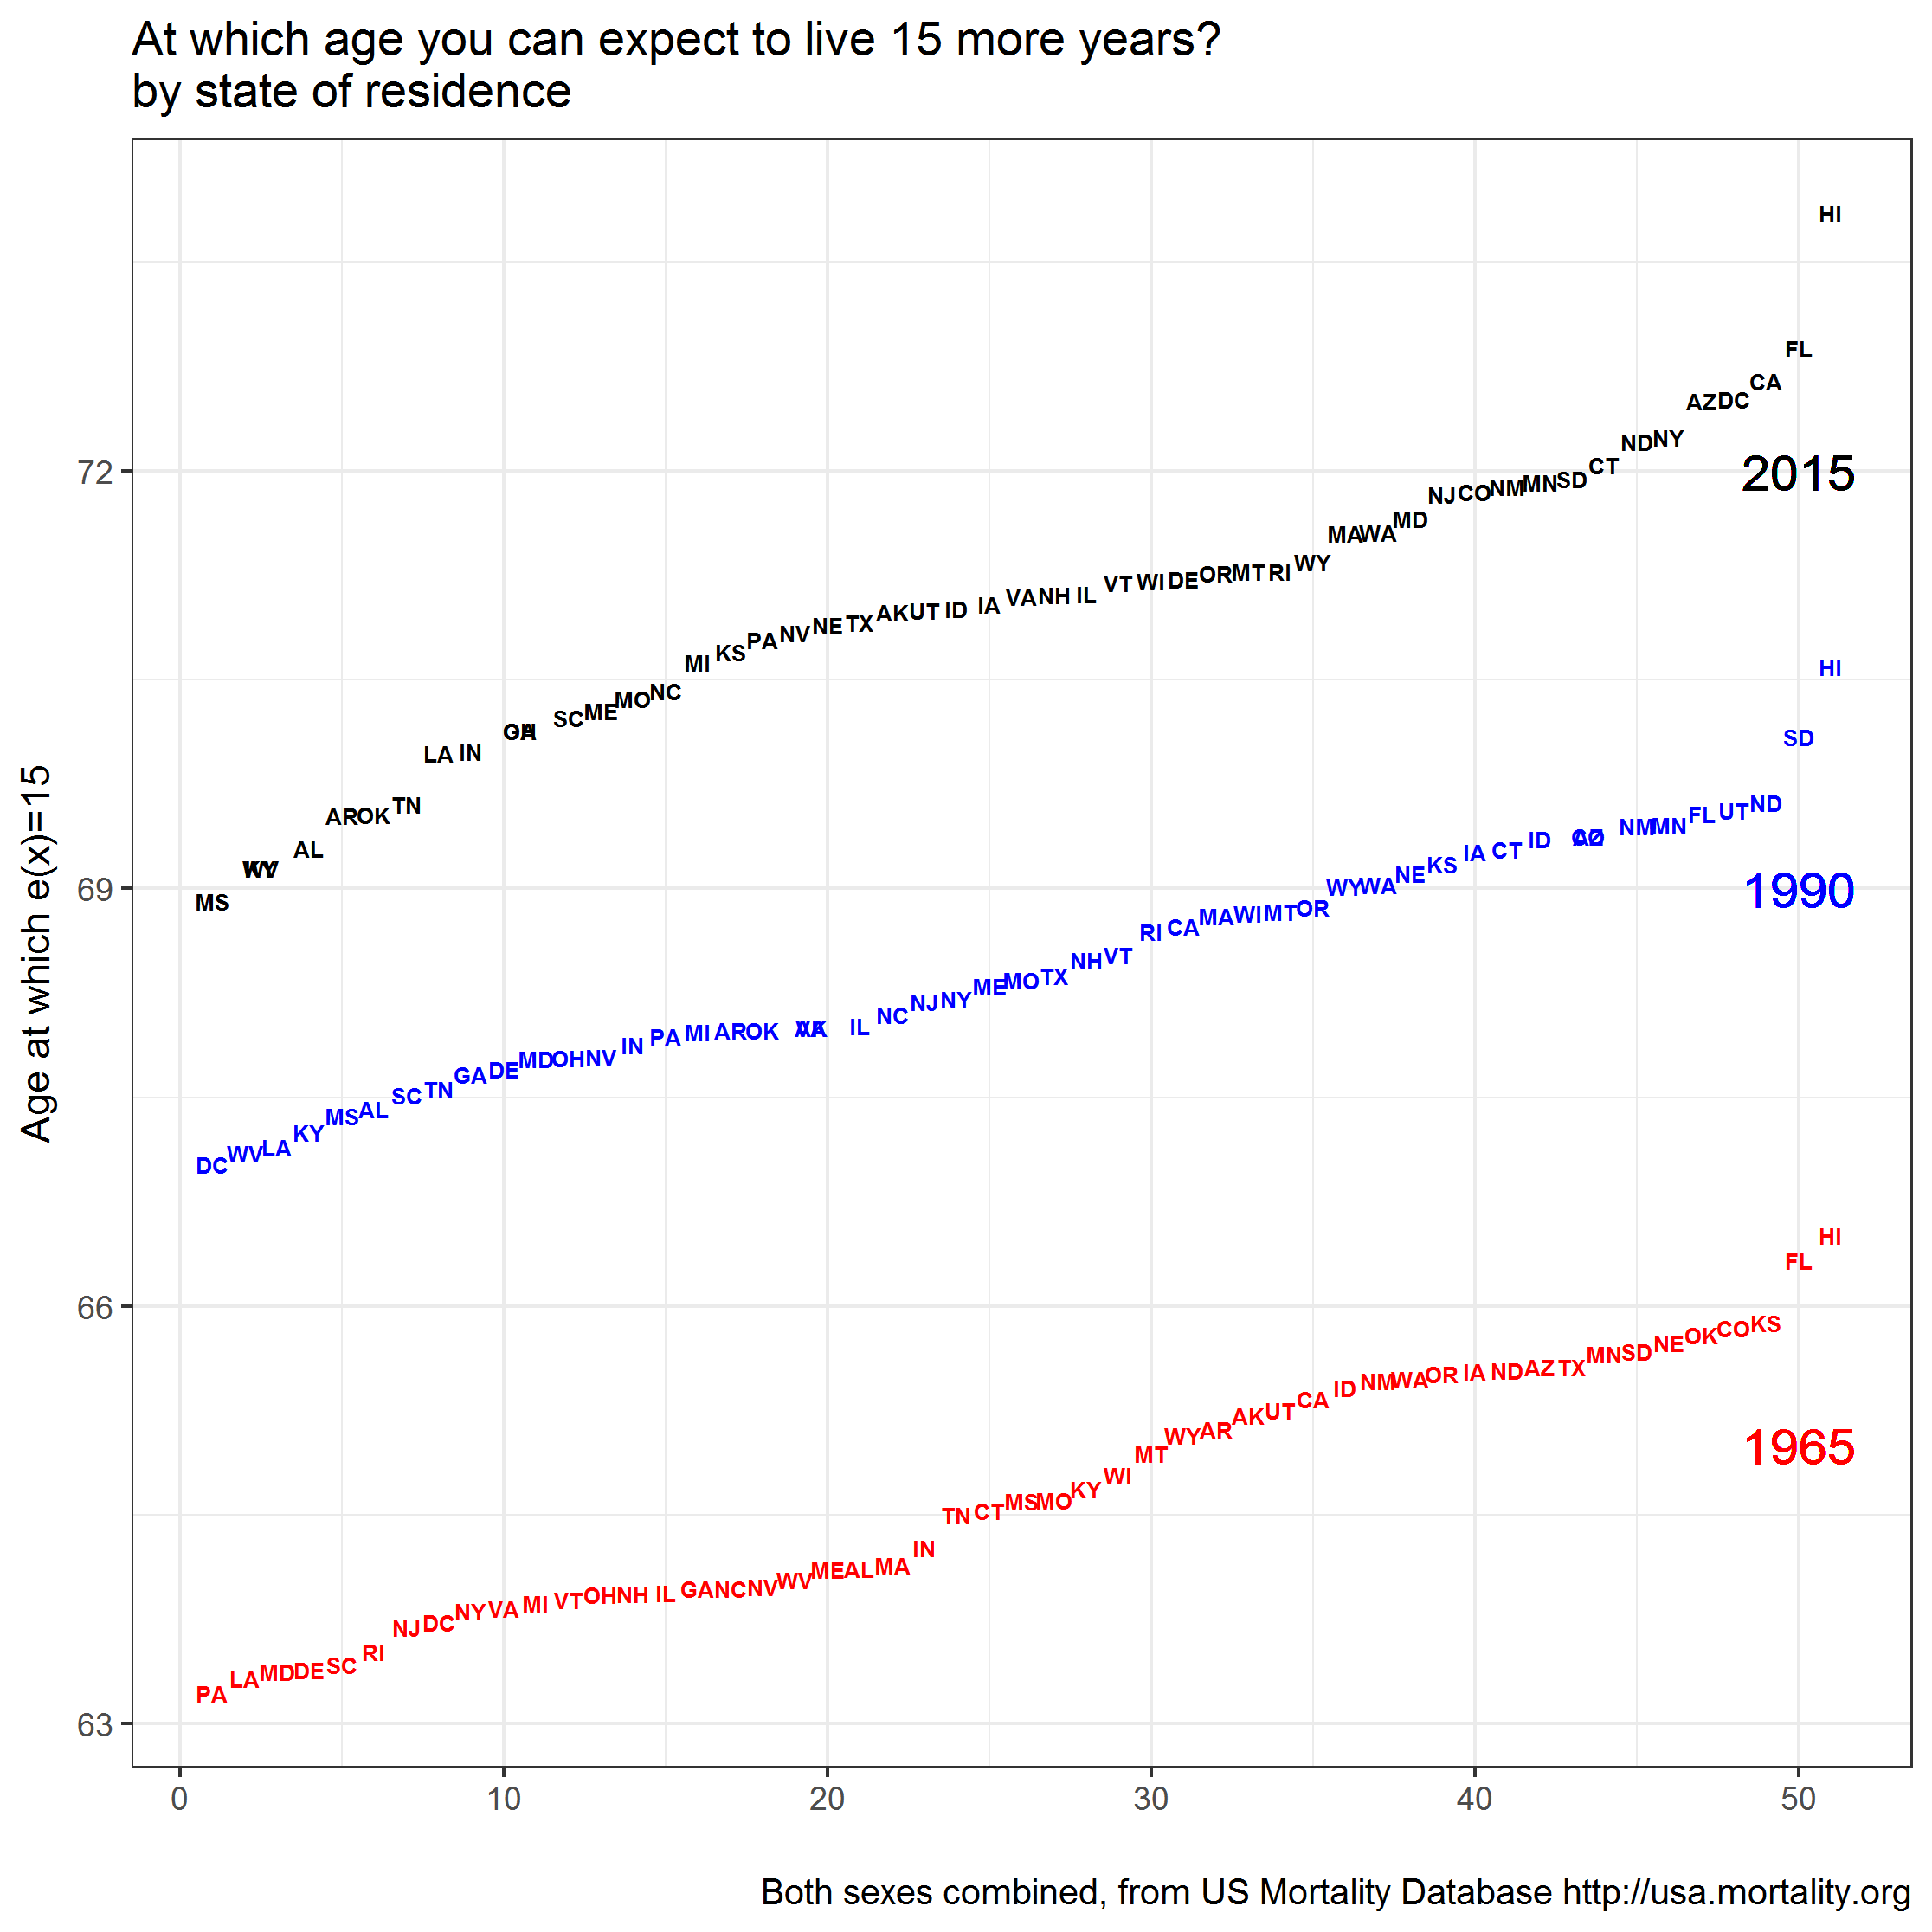 At which age you can expect to live 15 more years?
by state of residence
HI
FL
CA
AZ DC
ND NY
72
2015
CT
NJ CO NM MN SD
MA WA MD
WY
VT WI DE OR MT RI
AK UT ID IA VA NH IL
PA NV NE TX
MI KS
HI
MO NC
SC ME
SD
LA IN
AR OK TN
NM MN FL UT ND
AL
IA CT ID
NE KS
69
1990
MS
WY WA
RI CA MA WI MT OR
NH VT
ME MO TX
NC NJ NY
PA MI AR OK IL
IN
GA DE MD OH NV
SC TN
MS AL
KY
DC WV LA
Age at which e(x)=15
HI
FL
66
NE OK CO KS
MN SD
ID NM WA OR IA ND AZ TX
AK UT CA
WY AR
1965
MT
WI
KY
TN CT MS MO
IN
ME AL MA
GA NC NV WV
MI VT OH NH IL
NJ DC NY VA
RI
LA MD DE SC
PA
63
0 10 20 30 40 50
Both sexes combined, from US Mortality Database http://usa.mortality.org